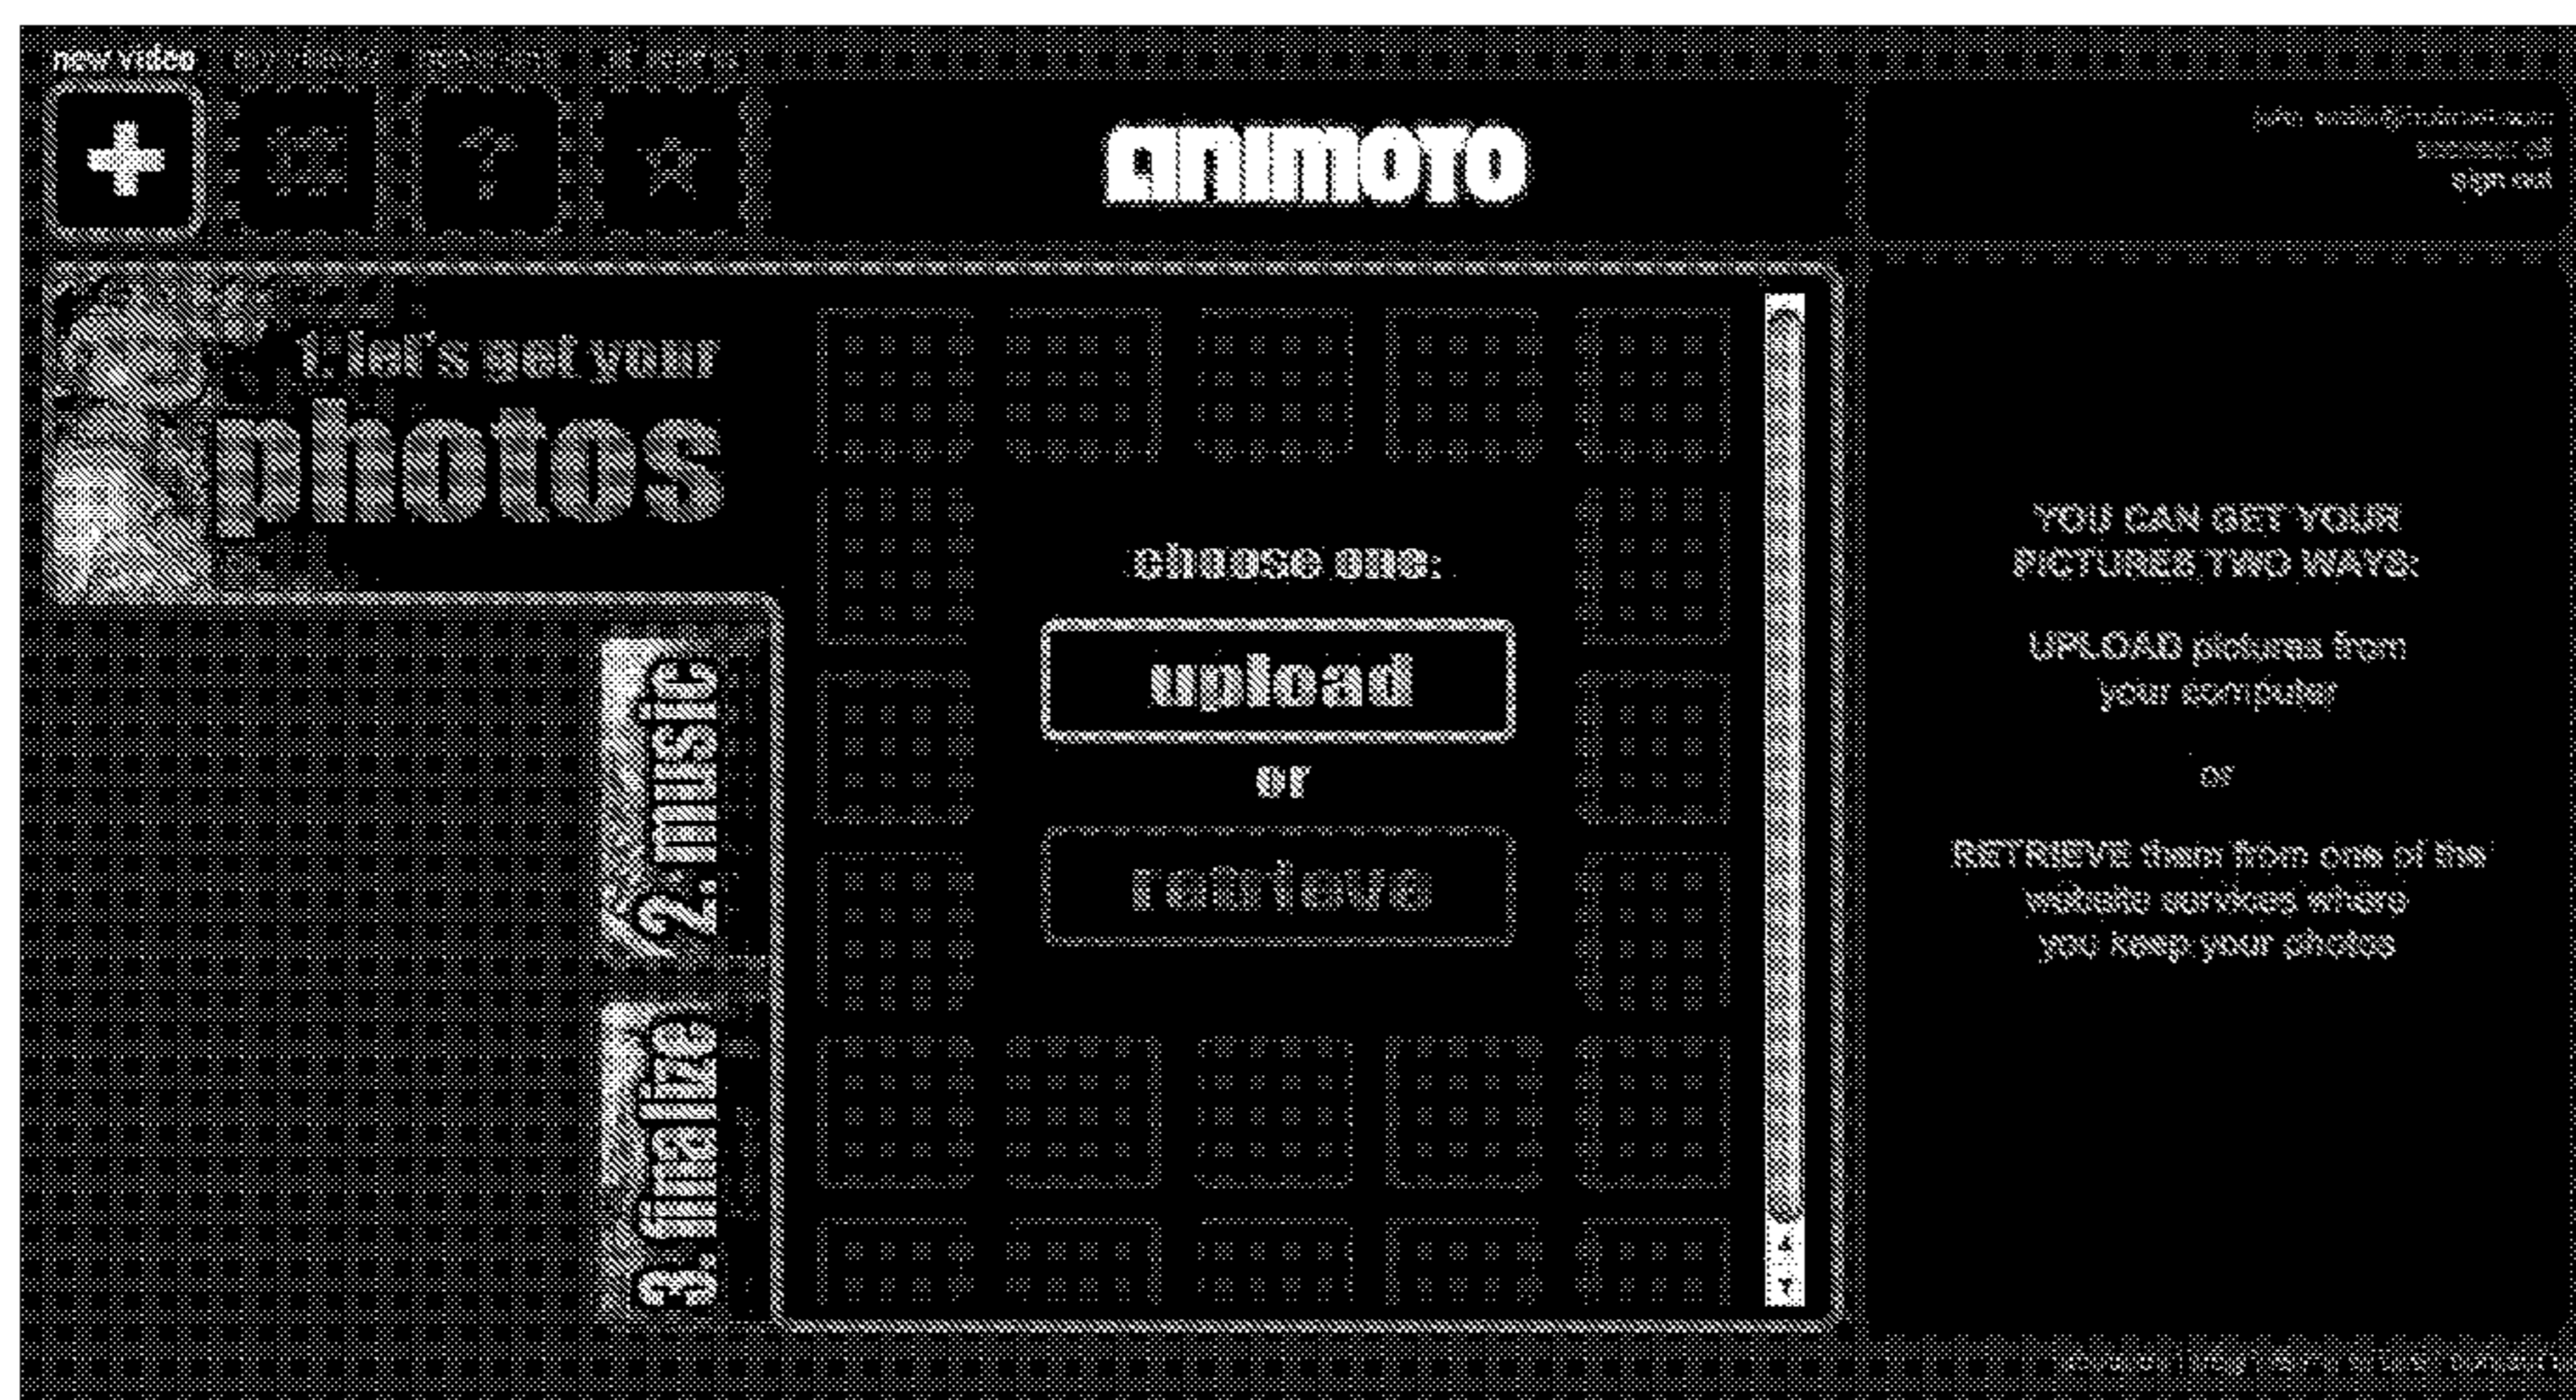 new video
ANIMOTO
sign out
1. let's get your
photos
choose one:
upload
or
retrieve
2. music
3. finalize
YOU CAN GET YOUR
PICTURES TWO WAYS:
UPLOAD pictures from
your computer
or
RETRIEVE them from one of the
website services where
you keep your photos